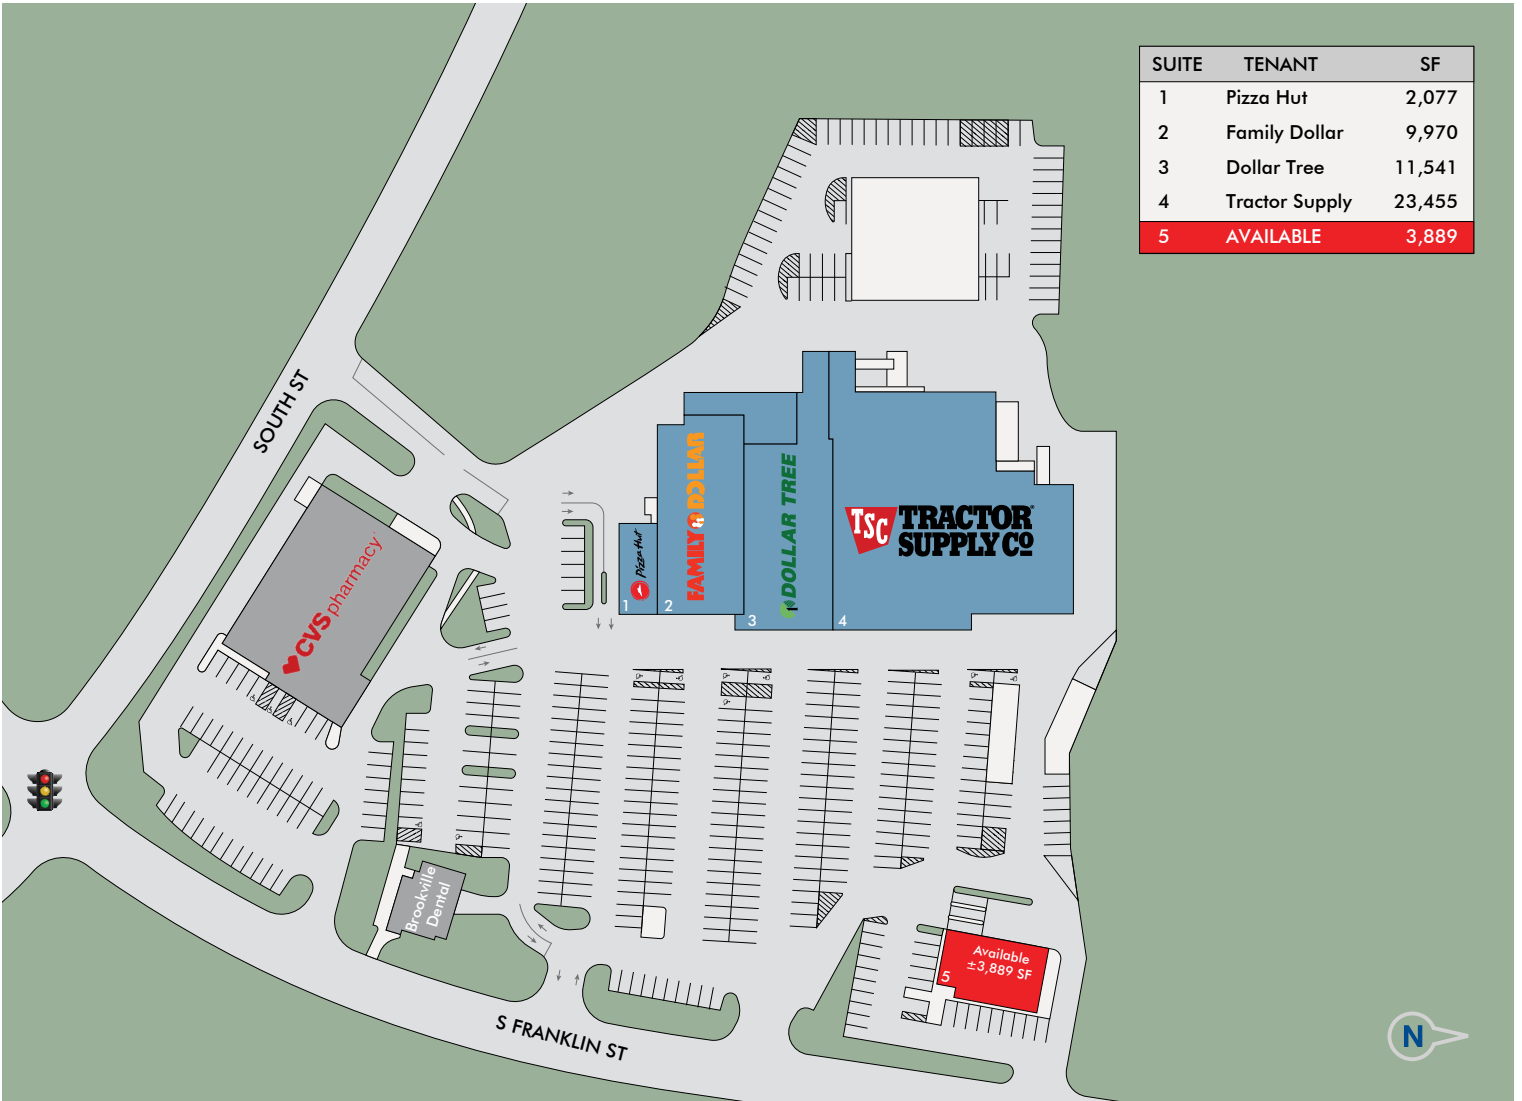 SUITE TENANT SF
1 Pizza Hut 2,077
2 Family Dollar 9,970
3 Dollar Tree 11,541
4 Tractor Supply 23,455
5 AVAILABLE 3,889
SOUTH ST
CVS pharmacy
Pizza Hut
1
FAMILY DOLLAR
2
DOLLAR TREE
3
TSC TRACTOR
SUPPLY CO
4
Brookville
Dental
Available
±3,889 SF
5
S FRANKLIN ST
N